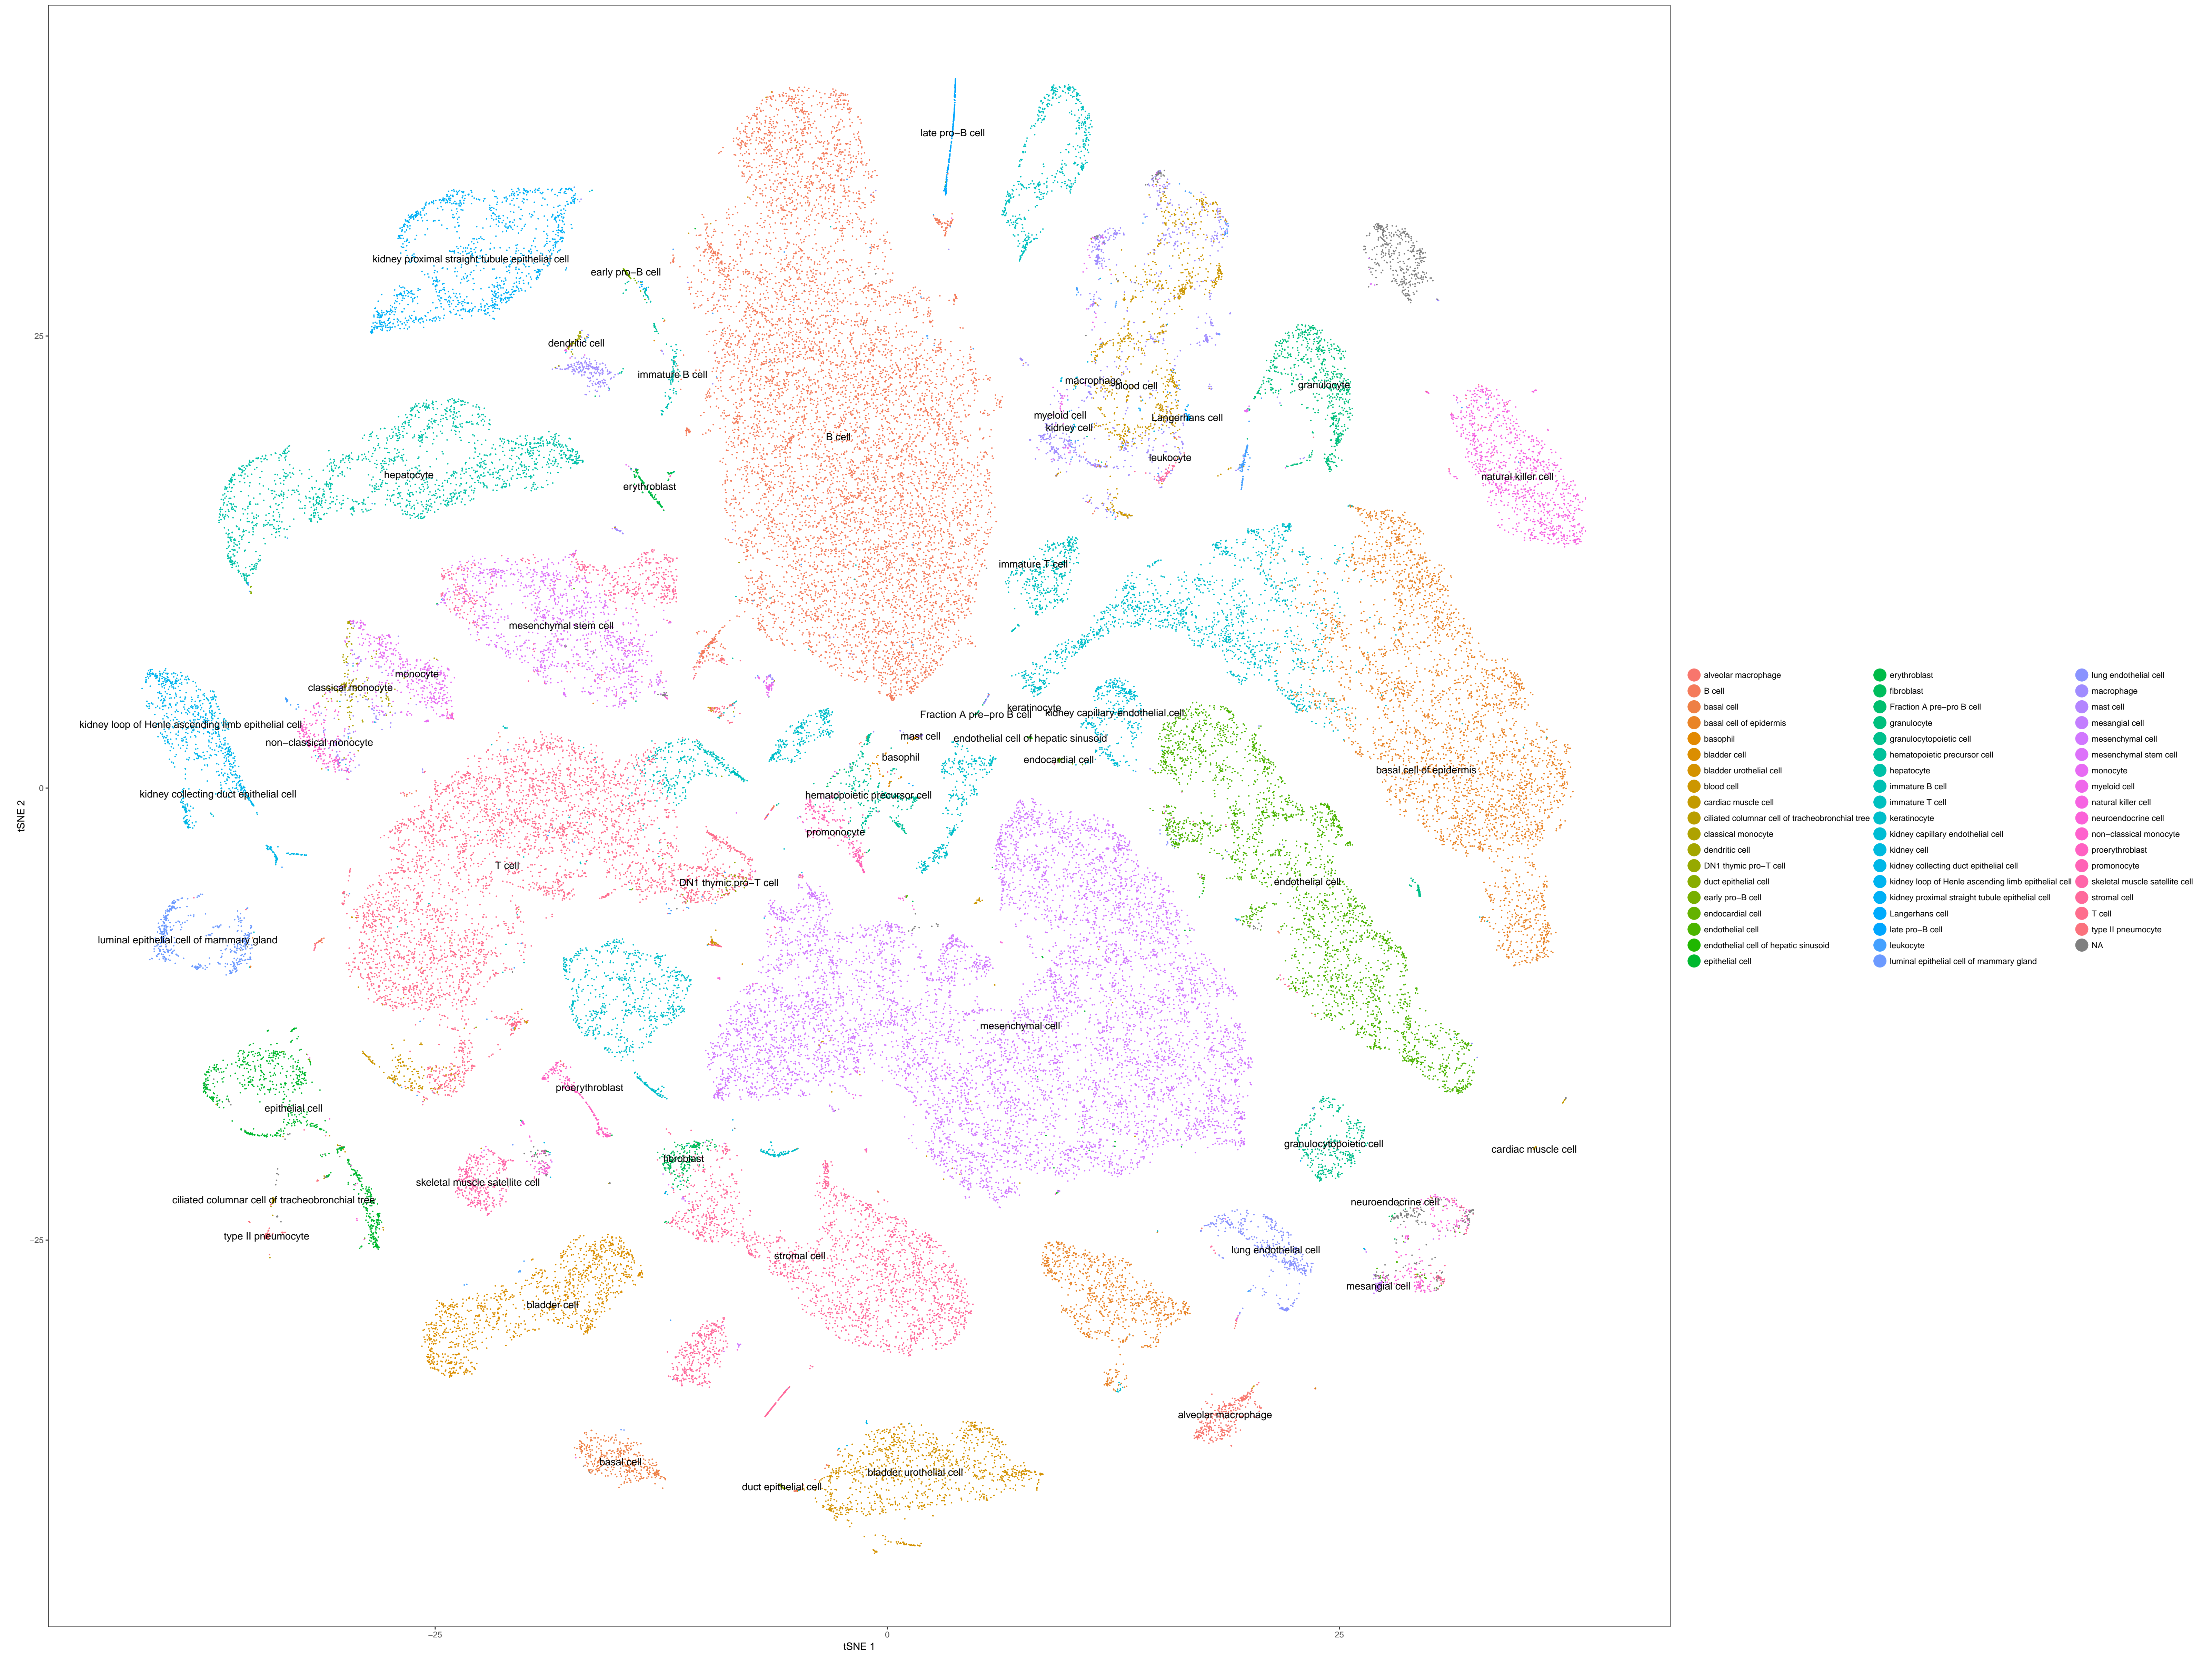 late pro−B cell
kidney proximal straight tubule epithelial cell
early pro−B cell
25
dendritic cell
immature B cell
macrophage
blood cell
granulocyte
myeloid cell
Langerhans cell
kidney cell
B cell
leukocyte
hepatocyte
natural killer cell
erythroblast
immature T cell
mesenchymal stem cell
monocyte
classical monocyte
keratinocyte
Fraction A pre−pro B cell
kidney capillary endothelial cell
kidney loop of Henle ascending limb epithelial cell
mast cell
endothelial cell of hepatic sinusoid
non−classical monocyte
basophil
endocardial cell
basal cell of epidermis
0
kidney collecting duct epithelial cell
hematopoietic precursor cell
promonocyte
tSNE 2
T cell
DN1 thymic pro−T cell
endothelial cell
luminal epithelial cell of mammary gland
mesenchymal cell
proerythroblast
epithelial cell
granulocytopoietic cell
cardiac muscle cell
fibroblast
skeletal muscle satellite cell
ciliated columnar cell of tracheobronchial tree
neuroendocrine cell
type II pneumocyte
−25
lung endothelial cell
stromal cell
mesangial cell
bladder cell
alveolar macrophage
basal cell
bladder urothelial cell
duct epithelial cell
−25
0
25
tSNE 1
alveolar macrophage
B cell
basal cell
basal cell of epidermis
basophil
bladder cell
bladder urothelial cell
blood cell
cardiac muscle cell
ciliated columnar cell of tracheobronchial tree
classical monocyte
dendritic cell
DN1 thymic pro−T cell
duct epithelial cell
early pro−B cell
endocardial cell
endothelial cell
endothelial cell of hepatic sinusoid
epithelial cell
erythroblast
fibroblast
Fraction A pre−pro B cell
granulocyte
granulocytopoietic cell
hematopoietic precursor cell
hepatocyte
immature B cell
immature T cell
keratinocyte
kidney capillary endothelial cell
kidney cell
kidney collecting duct epithelial cell
kidney loop of Henle ascending limb epithelial cell
kidney proximal straight tubule epithelial cell
Langerhans cell
late pro−B cell
leukocyte
luminal epithelial cell of mammary gland
lung endothelial cell
macrophage
mast cell
mesangial cell
mesenchymal cell
mesenchymal stem cell
monocyte
myeloid cell
natural killer cell
neuroendocrine cell
non−classical monocyte
proerythroblast
promonocyte
skeletal muscle satellite cell
stromal cell
T cell
type II pneumocyte
NA